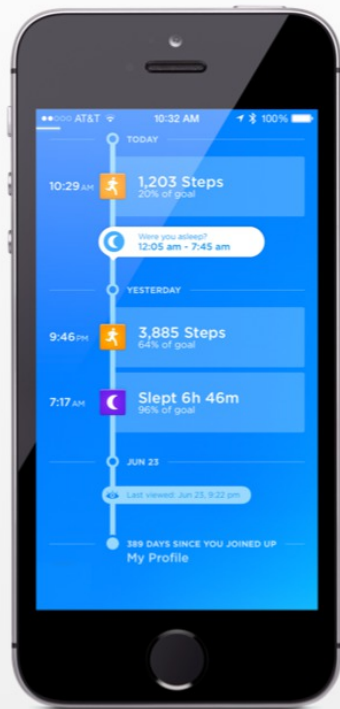 AT&T 10:32 AM 100%
TODAY
10:29 AM 1,203 Steps
20% of goal
Were you asleep?
12:05 am - 7:45 am
YESTERDAY
9:46 PM 3,885 Steps
64% of goal
7:17 AM Slept 6h 46m
96% of goal
JUN 23
Last viewed: Jun 23, 9:22 pm
389 DAYS SINCE YOU JOINED UP
My Profile